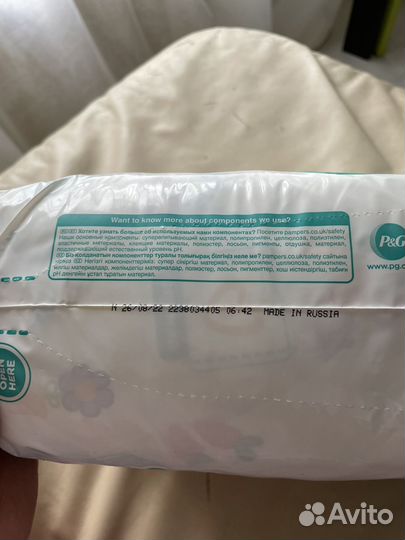 Want to know more about components we use?
Хотите узнать больше об используемых нами компонентах? Посетите pampers.co.uk/safety
Наши основные компоненты: супервпитывающий материал, полипропилен, целлюлоза, полиэтилен,
эластичные материалы, клеящие материалы, полиэстер, лосьон, пигменты, отдушка, материал,
поддерживающий естественный уровень pH.
Біз қолданатын компоненттер туралы толығырақ білгіңіз келе ме? pampers.co.uk/safety сайтына
Негізгі компоненттеріміз: супер сіңіргіш материал, полипропилен, целлюлоза, полиэтилен,
материалдар, желімдегіш материалдар, полиэстер, лосьон, пигменттер, хош иістендіргіш, табиғи
pH деңгейін ұстап тұратын материал.
P&G
www.pg.c
26/08/22 2238034405 06:42 MADE IN RUSSIA
OPEN
HERE
Avito